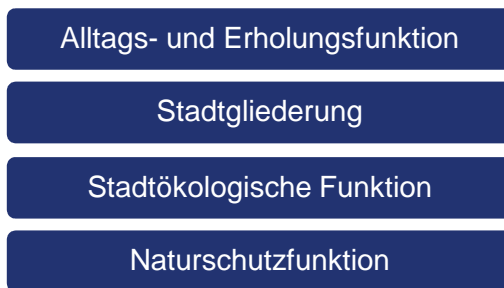 Alltags- und Erholungsfunktion
Stadtgliederung
Stadtökologische Funktion
Naturschutzfunktion